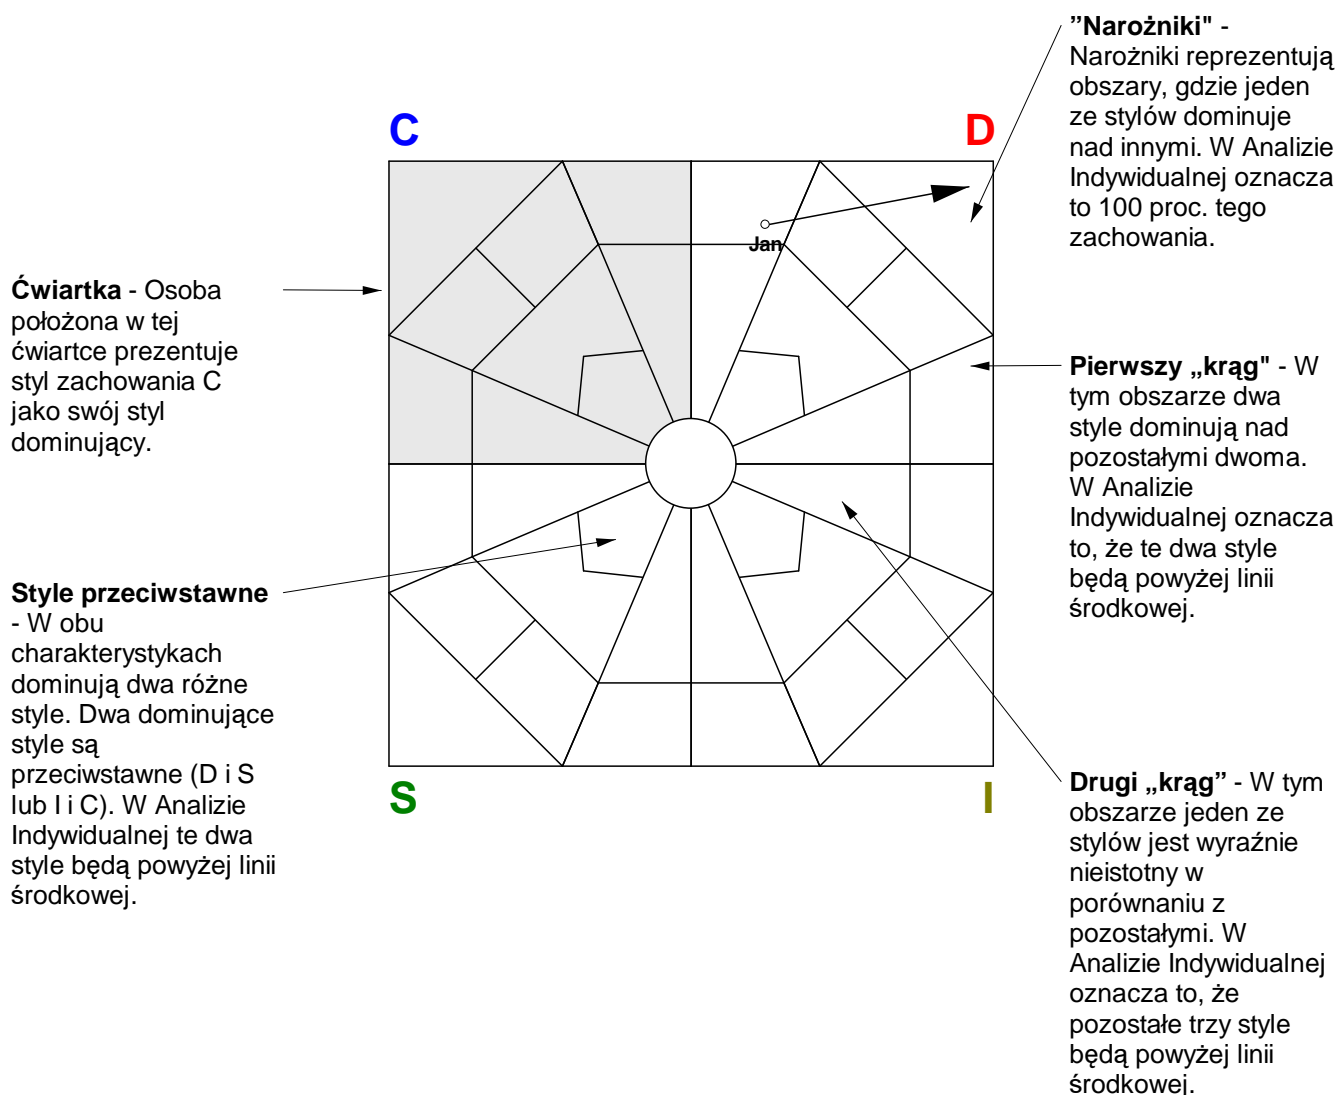 ”Narożniki" -
Narożniki reprezentują
obszary, gdzie jeden
ze stylów dominuje
nad innymi. W Analizie
Indywidualnej oznacza
to 100 proc. tego
zachowania.
C
D
Jan
Ćwiartka - Osoba
położona w tej
ćwiartce prezentuje
styl zachowania C
jako swój styl
dominujący.
Pierwszy „krąg" - W
tym obszarze dwa
style dominują nad
pozostałymi dwoma.
W Analizie
Indywidualnej oznacza
to, że te dwa style
będą powyżej linii
środkowej.
Style przeciwstawne
- W obu
charakterystykach
dominują dwa różne
style. Dwa dominujące
style są
przeciwstawne (D i S
lub I i C). W Analizie
Indywidualnej te dwa
style będą powyżej linii
środkowej.
S
I
Drugi „krąg” - W tym
obszarze jeden ze
stylów jest wyraźnie
nieistotny w
porównaniu z
pozostałymi. W
Analizie Indywidualnej
oznacza to, że
pozostałe trzy style
będą powyżej linii
środkowej.